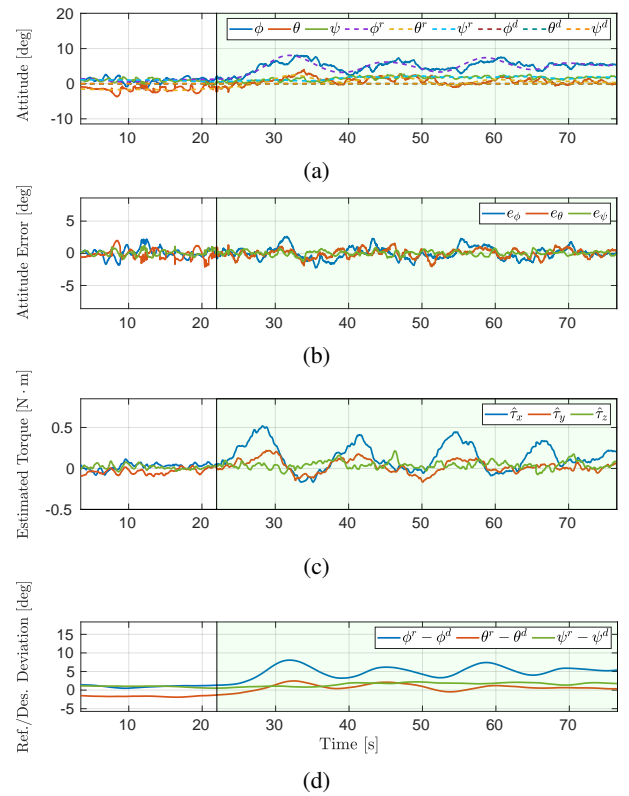 20
10
0
-10
Attitude [deg]
ϕ θ ψ ϕ^r θ^r ψ^r ϕ^d θ^d ψ^d
10 20 30 40 50 60 70
(a)
5
0
-5
Attitude Error [deg]
e_ϕ e_θ e_ψ
10 20 30 40 50 60 70
(b)
0.5
0
-0.5
Estimated Torque [N · m]
τ̂_x τ̂_y τ̂_z
10 20 30 40 50 60 70
(c)
15
10
5
0
-5
Ref./Des. Deviation [deg]
ϕ^r − ϕ^d θ^r − θ^d ψ^r − ψ^d
10 20 30 40 50 60 70
Time [s]
(d)